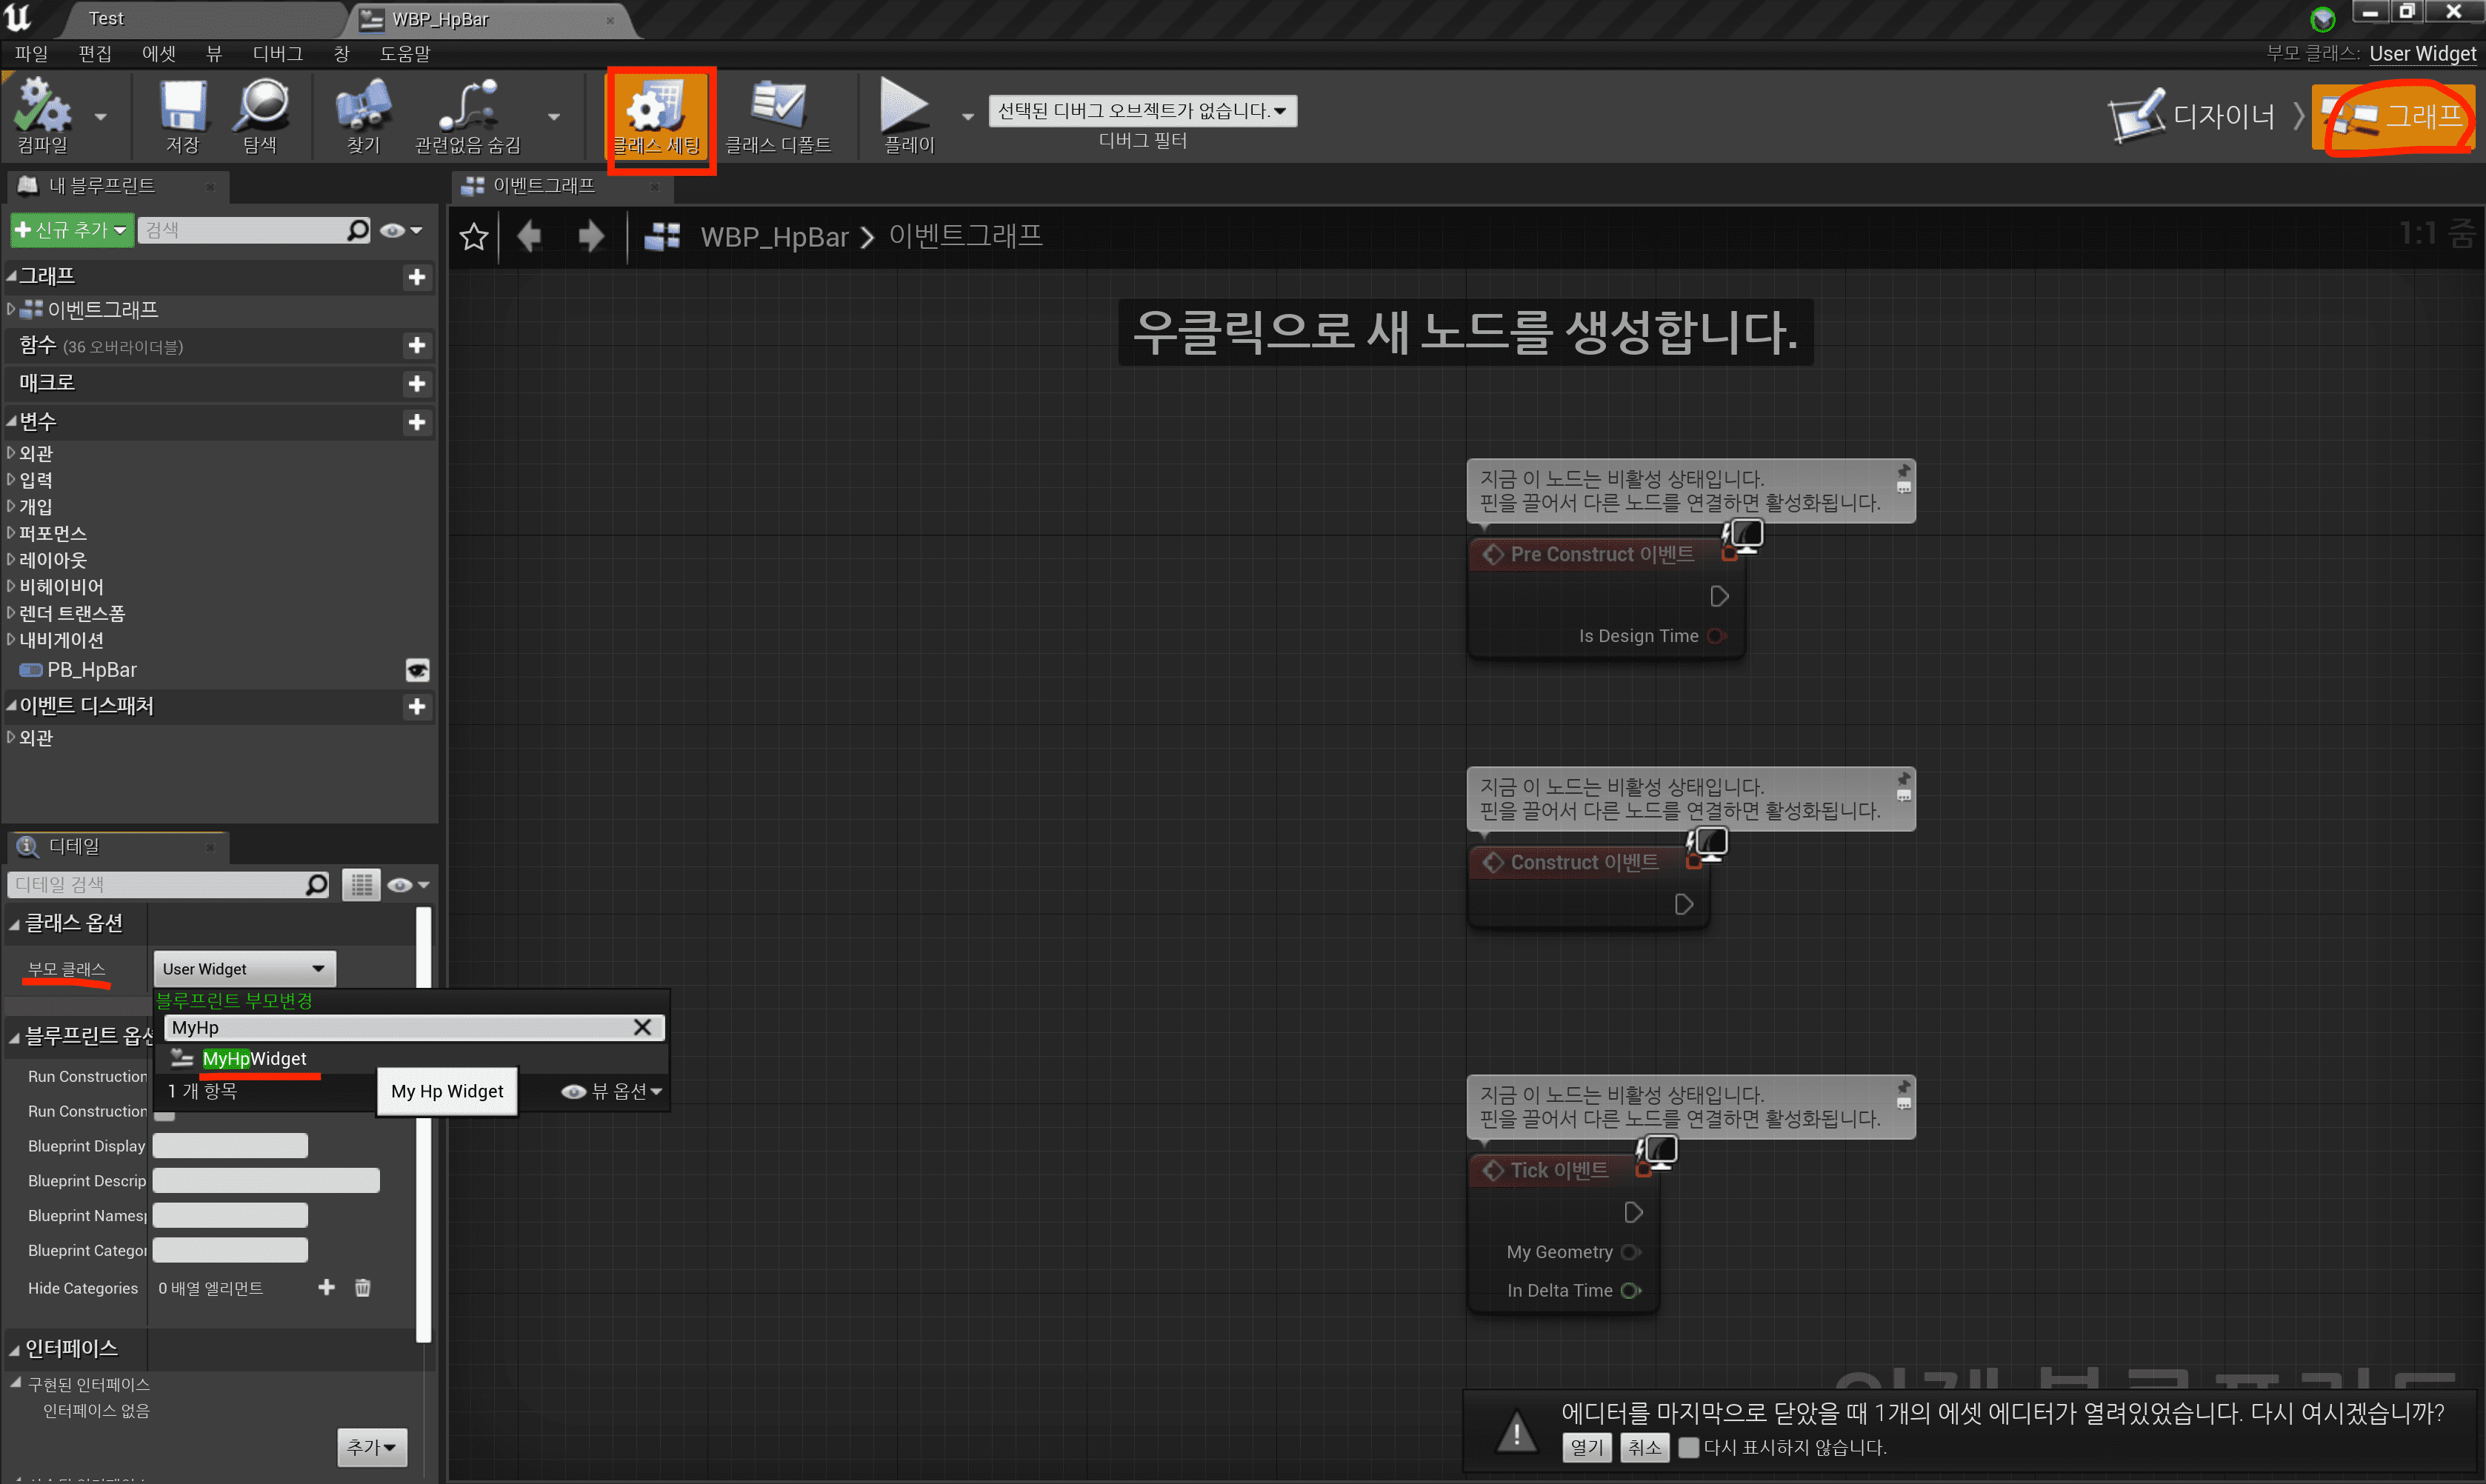 Test
WBP_HpBar
파일 편집 에셋 뷰 디버그 창 도움말
부모 클래스: User Widget
컴파일
저장
탐색
찾기
관련없음 숨김
클래스 세팅
클래스 디폴트
플레이
선택된 디버그 오브젝트가 없습니다.
디버그 필터
디자이너
그래프
내 블루프린트
신규 추가
검색
그래프
이벤트그래프
함수 (36 오버라이더블)
매크로
변수
외관
입력
개입
퍼포먼스
레이아웃
비헤이비어
렌더 트랜스폼
내비게이션
PB_HpBar
이벤트 디스패처
외관
디테일
디테일 검색
클래스 옵션
부모 클래스
User Widget
블루프린트 부모변경
MyHp
MyHpWidget
1 개 항목
뷰 옵션
My Hp Widget
블루프린트 옵션
Run Construction
Run Construction
Blueprint Display
Blueprint Descrip
Blueprint Namesp
Blueprint Categor
Hide Categories
0 배열 엘리먼트
인터페이스
구현된 인터페이스
인터페이스 없음
추가
이벤트그래프
WBP_HpBar
이벤트그래프
1:1 줌
우클릭으로 새 노드를 생성합니다.
지금 이 노드는 비활성 상태입니다.
핀을 끌어서 다른 노드를 연결하면 활성화됩니다.
Pre Construct 이벤트
Is Design Time
지금 이 노드는 비활성 상태입니다.
핀을 끌어서 다른 노드를 연결하면 활성화됩니다.
Construct 이벤트
지금 이 노드는 비활성 상태입니다.
핀을 끌어서 다른 노드를 연결하면 활성화됩니다.
Tick 이벤트
My Geometry
In Delta Time
에디터를 마지막으로 닫았을 때 1개의 에셋 에디터가 열려있었습니다. 다시 여시겠습니까?
열기
취소
다시 표시하지 않습니다.